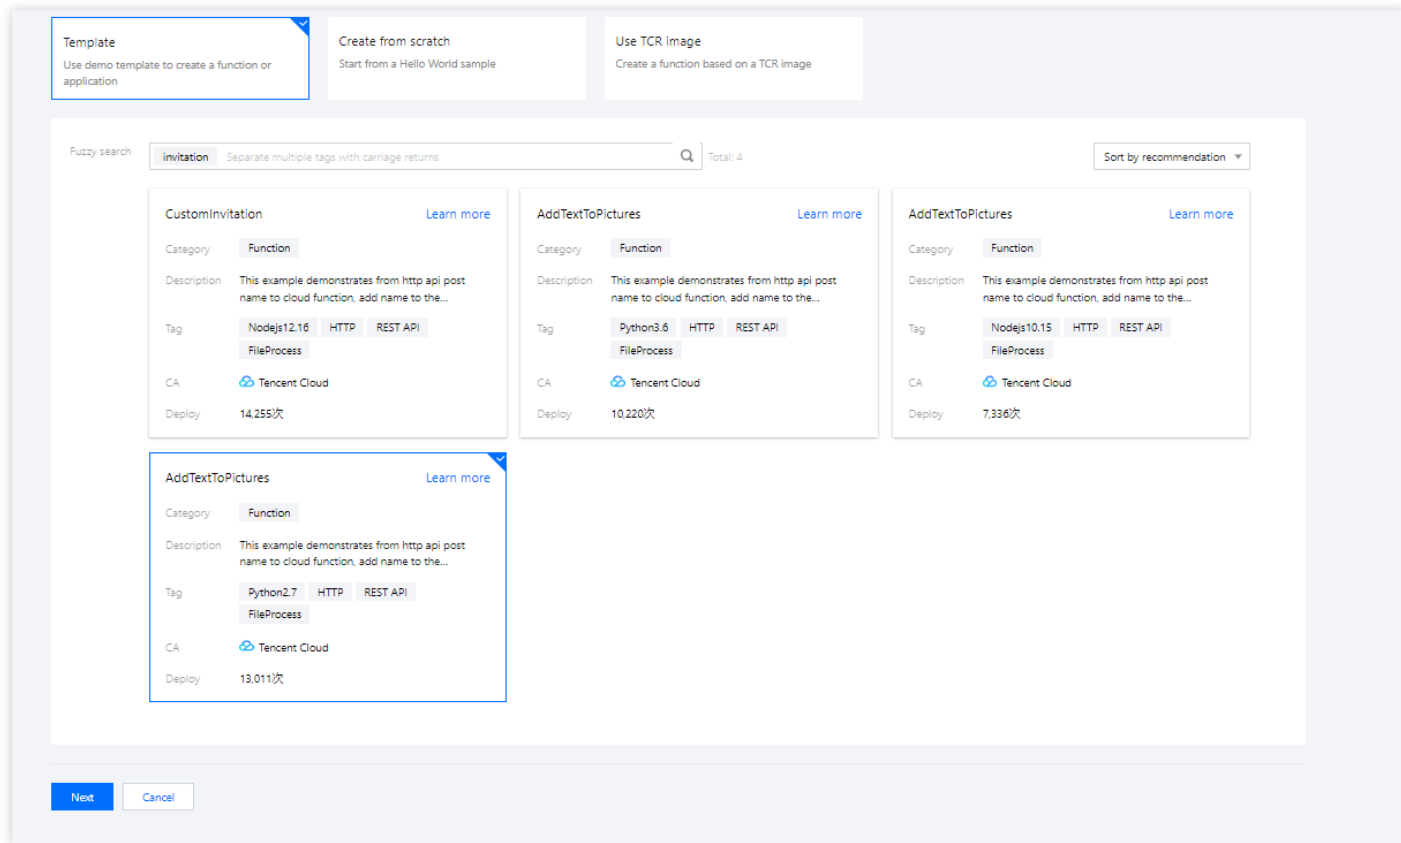 Template
Use demo template to create a function or
application
Create from scratch
Start from a Hello World sample
Use TCR image
Create a function based on a TCR image
Fuzzy search
invitation Separate multiple tags with carriage returns
Total: 4
Sort by recommendation
CustomInvitation Learn more
Category Function
Description This example demonstrates from http api post
name to cloud function, add name to the...
Tag Nodejs12.16 HTTP REST API
FileProcess
CA Tencent Cloud
Deploy 14,255次
AddTextToPictures Learn more
Category Function
Description This example demonstrates from http api post
name to cloud function, add name to the...
Tag Python3.6 HTTP REST API
FileProcess
CA Tencent Cloud
Deploy 10,220次
AddTextToPictures Learn more
Category Function
Description This example demonstrates from http api post
name to cloud function, add name to the...
Tag Nodejs10.15 HTTP REST API
FileProcess
CA Tencent Cloud
Deploy 7,336次
AddTextToPictures Learn more
Category Function
Description This example demonstrates from http api post
name to cloud function, add name to the...
Tag Python2.7 HTTP REST API
FileProcess
CA Tencent Cloud
Deploy 13,011次
Next Cancel